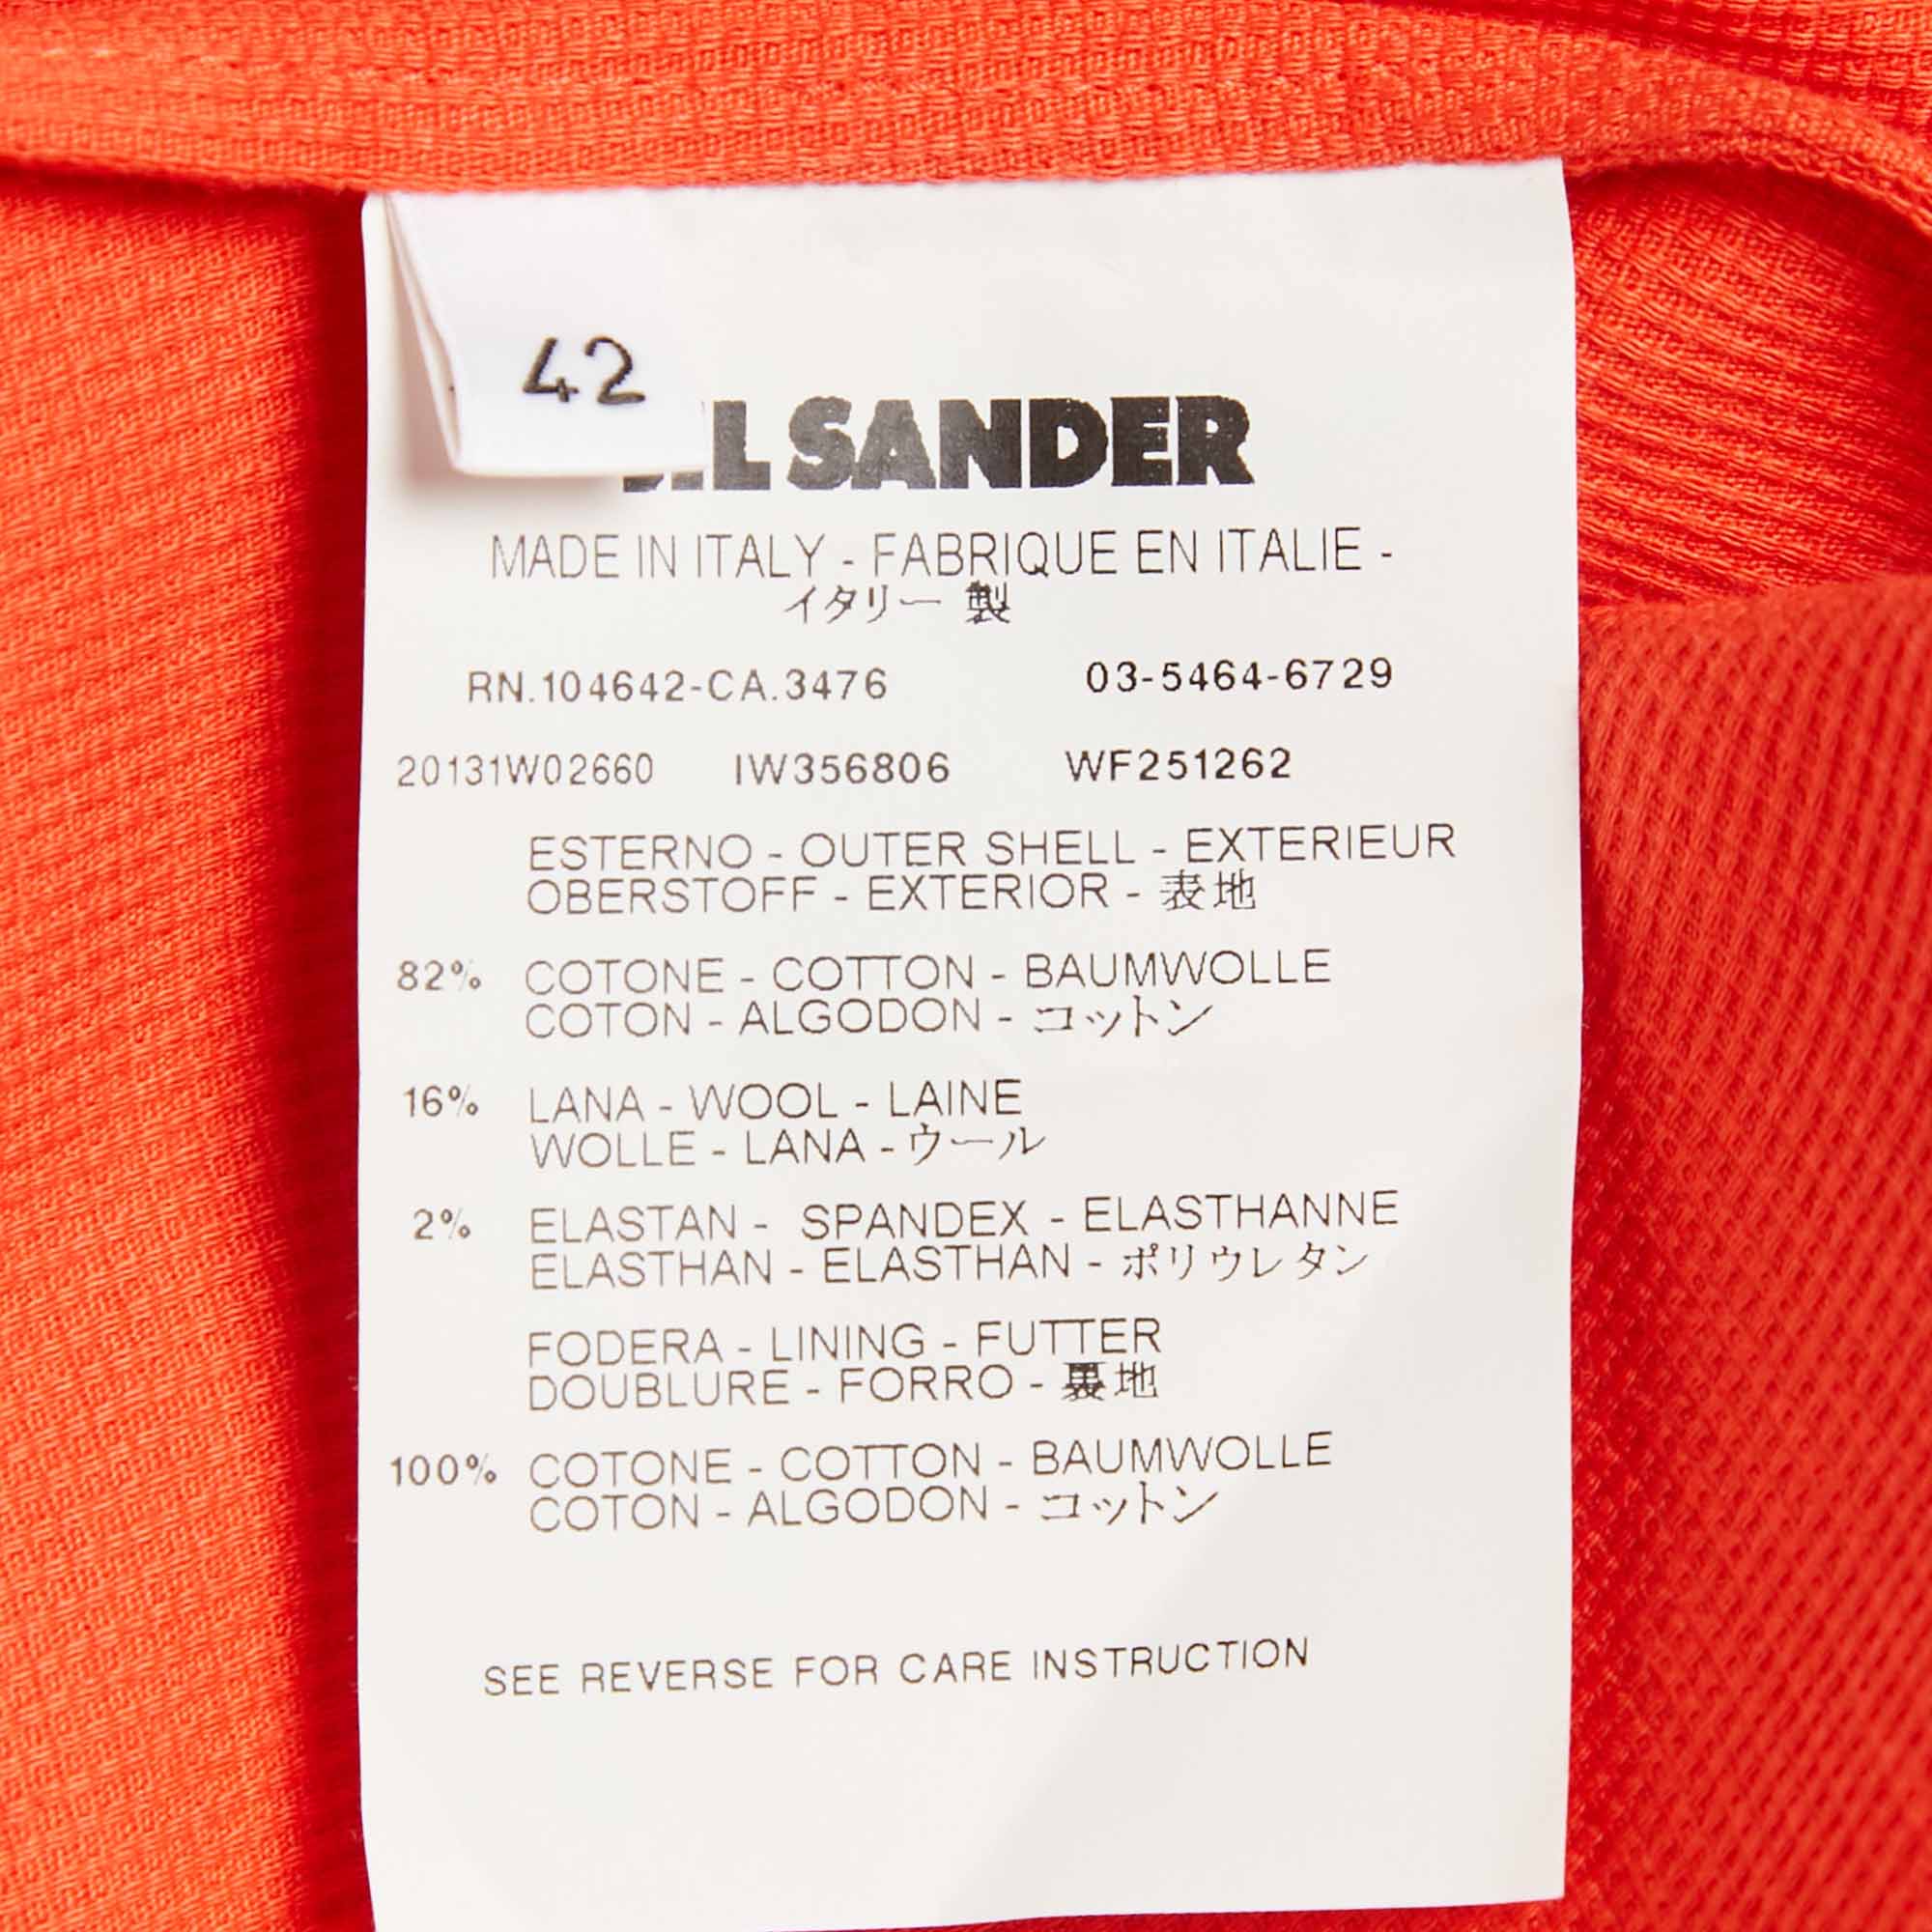 42
SANDER
MADE IN ITALY - FABRIQUE EN ITALIE -
イタリー 製
RN.104642-CA.3476 03-5464-6729
20131W02660 IW356806 WF251262
ESTERNO - OUTER SHELL - EXTERIEUR
OBERSTOFF - EXTERIOR - 表地
82% COTONE - COTTON - BAUMWOLLE
COTON - ALGODON - コットン
16% LANA - WOOL - LAINE
WOLLE - LANA - ウール
2% ELASTAN - SPANDEX - ELASTHANNE
ELASTHAN - ELASTHAN - ポリウレタン
FODERA - LINING - FUTTER
DOUBLURE - FORRO - 裏地
100% COTONE - COTTON - BAUMWOLLE
COTON - ALGODON - コットン
SEE REVERSE FOR CARE INSTRUCTION